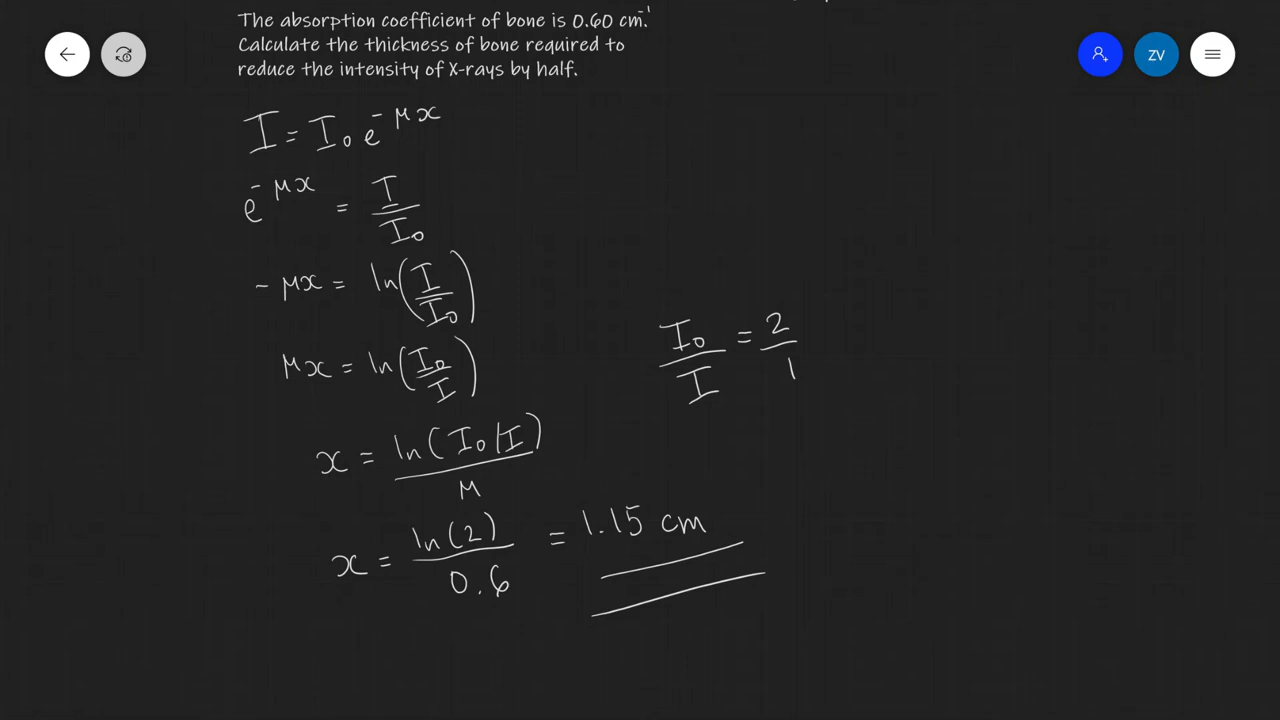 The absorption coefficient of bone is 0.60 cm⁻¹.
Calculate the thickness of bone required to
reduce the intensity of X-rays by half.
ZV
I = I₀ e^(-μx)
e^(-μx) = I/I₀
-μx = ln(I/I₀)
μx = ln(I₀/I)
I₀/I = 2/1
x = ln(I₀/I)/μ
x = ln(2)/0.6 = 1.15 cm